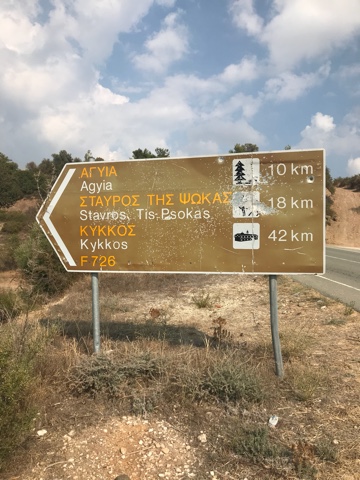 ΑΓΥΙΑ
Agyia 10 km
ΣΤΑΥΡΟΣ ΤΗΣ ΨΩΚΑΣ
Stavros Tis Psokas 18 km
ΚΥΚΚΟΣ
Kykkos 42 km
F 726